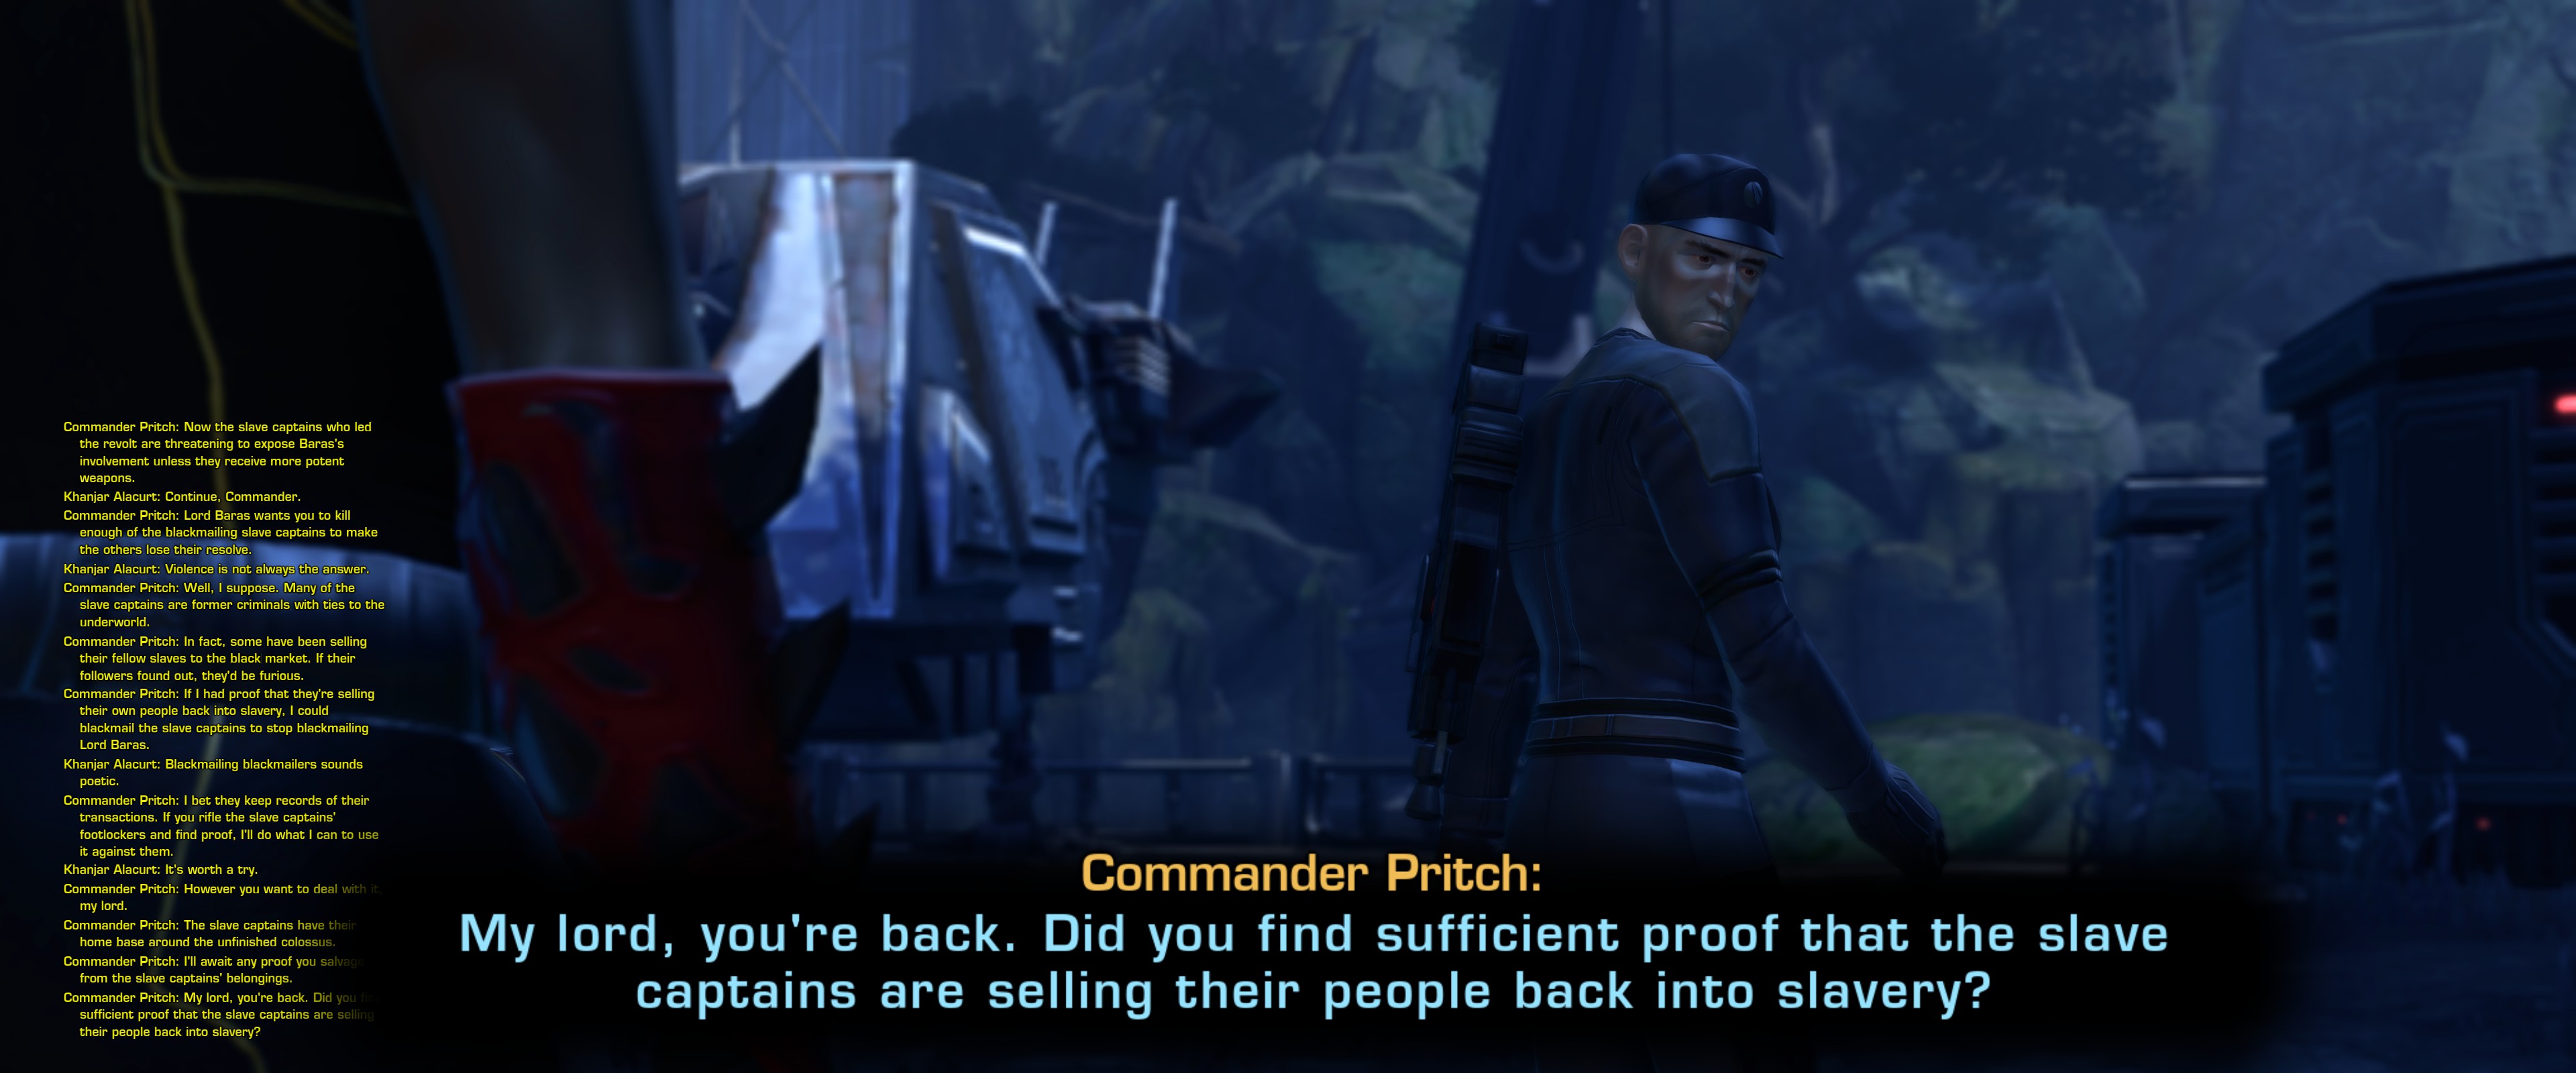 Commander Pritch: Now the slave captains who led
the revolt are threatening to expose Baras's
involvement unless they receive more potent
weapons.
Khanjar Alacurt: Continue, Commander.
Commander Pritch: Lord Baras wants you to kill
enough of the blackmailing slave captains to make
the others lose their resolve.
Khanjar Alacurt: Violence is not always the answer.
Commander Pritch: Well, I suppose. Many of the
slave captains are former criminals with ties to the
underworld.
Commander Pritch: In fact, some have been selling
their fellow slaves to the black market. If their
followers found out, they'd be furious.
Commander Pritch: If I had proof that they're selling
their own people back into slavery, I could
blackmail the slave captains to stop blackmailing
Lord Baras.
Khanjar Alacurt: Blackmailing blackmailers sounds
poetic.
Commander Pritch: I bet they keep records of their
transactions. If you rifle the slave captains'
footlockers and find proof, I'll do what I can to use
it against them.
Khanjar Alacurt: It's worth a try.
Commander Pritch: However you want to deal with it,
my lord.
Commander Pritch: The slave captains have their
home base around the unfinished colossus.
Commander Pritch: I'll await any proof you salvage
from the slave captains' belongings.
Commander Pritch: My lord, you're back. Did you find
sufficient proof that the slave captains are selling
their people back into slavery?
Commander Pritch:
My lord, you're back. Did you find sufficient proof that the slave
captains are selling their people back into slavery?